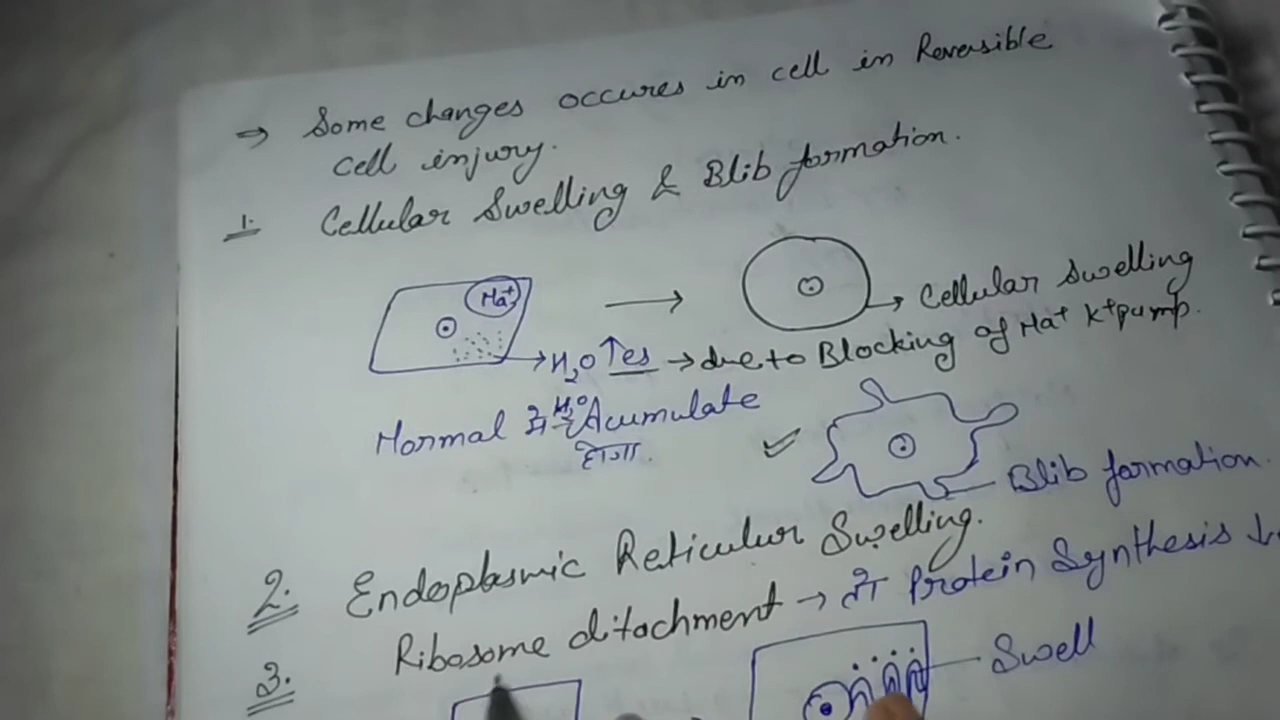 ⇒ Some changes occures in cell in Reversible
cell injury.
1. Cellular Swelling & Blib formation.
Na+
→ Cellular Swelling
→ H2O ↑es → due to Blocking of Na+ K+ pump.
Normal में H2O Acumulate
होगा.
Blib formation.
2. Endoplasmic Reticulur Swelling.
3. Ribosome ditachment → तो Protein Synthesis ↓
Swell